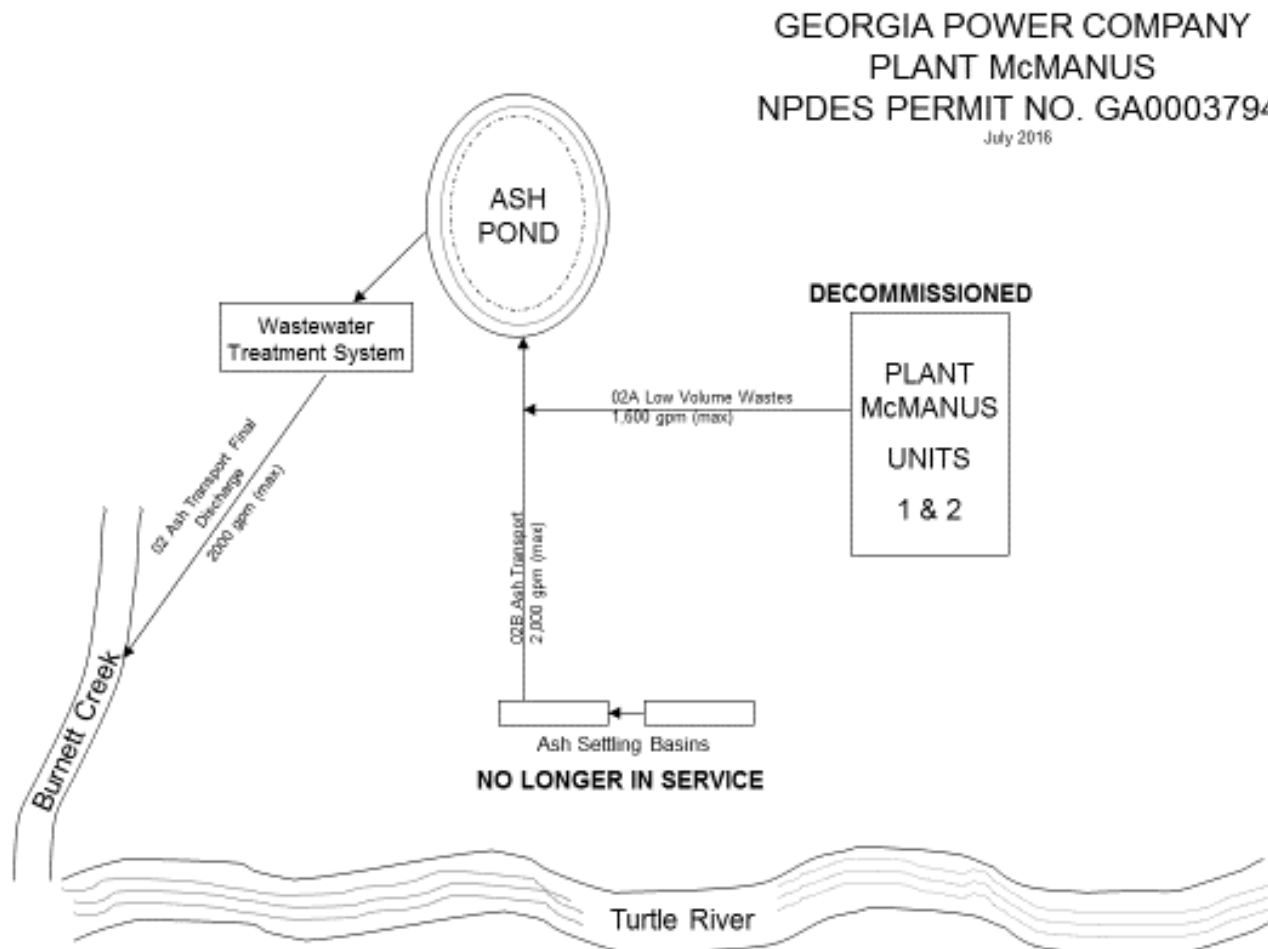 GEORGIA POWER COMPANY
PLANT McMANUS
NPDES PERMIT NO. GA0003794
July 2016
ASH
POND
DECOMMISSIONED
Wastewater
Treatment System
PLANT
McMANUS
UNITS
1 & 2
02A Low Volume Wastes
1,600 gpm (max)
02 Ash Transport Final
Discharge
2000 gpm (max)
02B Ash Transport
2,000 gpm (max)
Burnett Creek
Ash Settling Basins
NO LONGER IN SERVICE
Turtle River